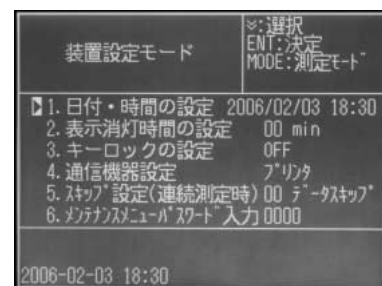 装置設定モード
※:選択
ENT:決定
MODE:測定ﾓｰﾄﾞ
1. 日付・時間の設定 2006/02/03 18:30
2. 表示消灯時間の設定 00 min
3. キーロックの設定 OFF
4. 通信機器設定 ﾌﾟﾘﾝﾀ
5. ｽｷｯﾌﾟ設定(連続測定時) 00 ﾃﾞｰﾀｽｷｯﾌﾟ
6. ﾒﾝﾃﾅﾝｽﾒﾆｭｰﾊﾟｽﾜｰﾄﾞ入力 0000
2006-02-03 18:30